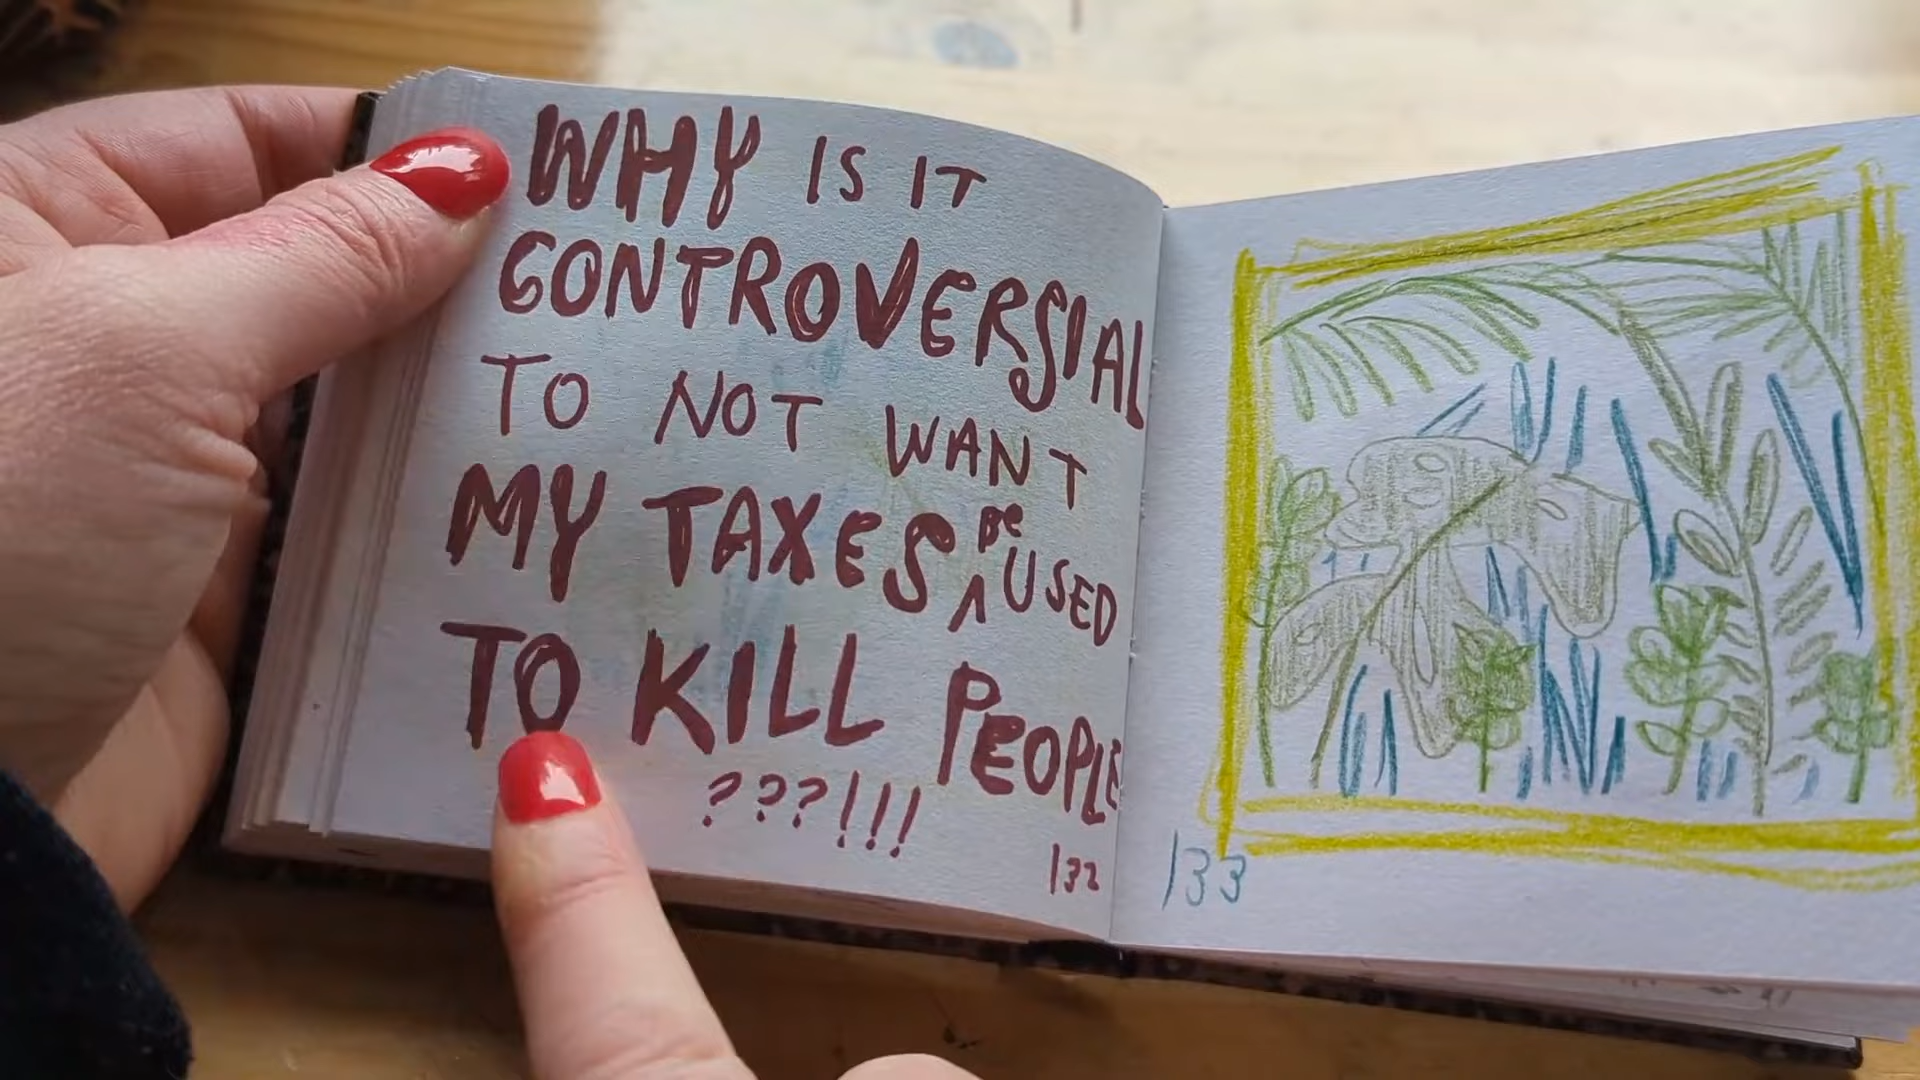 WHY IS IT
CONTROVERSIAL
TO NOT WANT
MY TAXES BE USED
TO KILL PEOPLE
???!!!
132
133